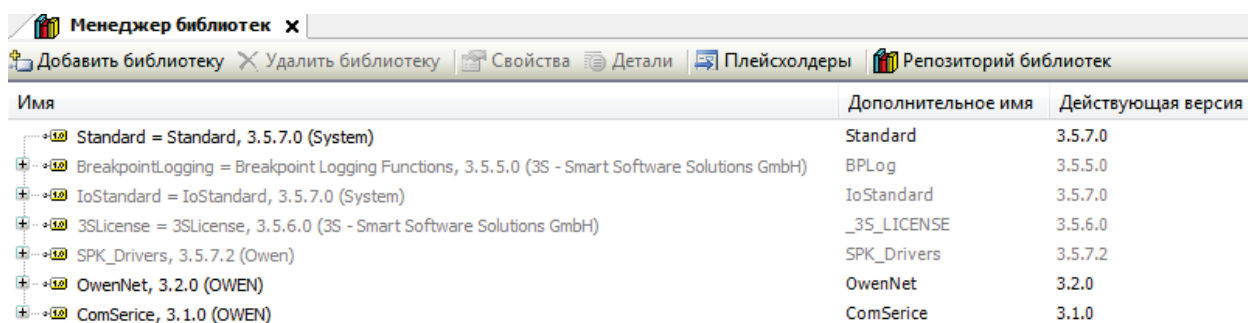 Менеджер библиотек x
Добавить библиотеку Удалить библиотеку Свойства Детали Плейсхолдеры Репозиторий библиотек
Имя Дополнительное имя Действующая версия
Standard = Standard, 3.5.7.0 (System) Standard 3.5.7.0
BreakpointLogging = Breakpoint Logging Functions, 3.5.5.0 (3S - Smart Software Solutions GmbH) BPLog 3.5.5.0
IoStandard = IoStandard, 3.5.7.0 (System) IoStandard 3.5.7.0
3SLicense = 3SLicense, 3.5.6.0 (3S - Smart Software Solutions GmbH) _3S_LICENSE 3.5.6.0
SPK_Drivers, 3.5.7.2 (Owen) SPK_Drivers 3.5.7.2
OwenNet, 3.2.0 (OWEN) OwenNet 3.2.0
ComSerice, 3.1.0 (OWEN) ComSerice 3.1.0